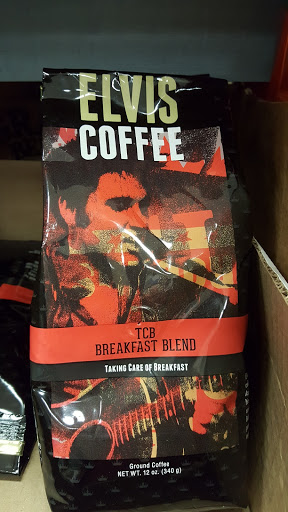 ELVIS
COFFEE
TCB
BREAKFAST BLEND
TAKING CARE OF BREAKFAST
Ground Coffee
NET WT. 12 oz. (340 g)